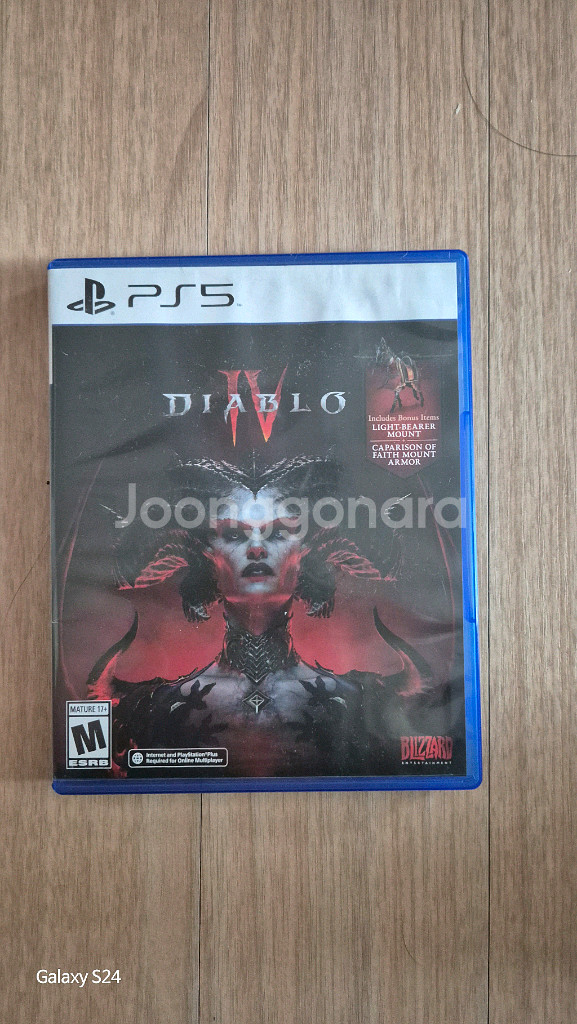 PS5
DIABLO
IV
Includes Bonus Items
LIGHT-BEARER
MOUNT
CAPARISON OF
FAITH MOUNT
ARMOR
Joonggonara
MATURE 17+
M
ESRB
Internet and PlayStation®Plus
Required for Online Multiplayer
BLIZZARD
ENTERTAINMENT
Galaxy S24